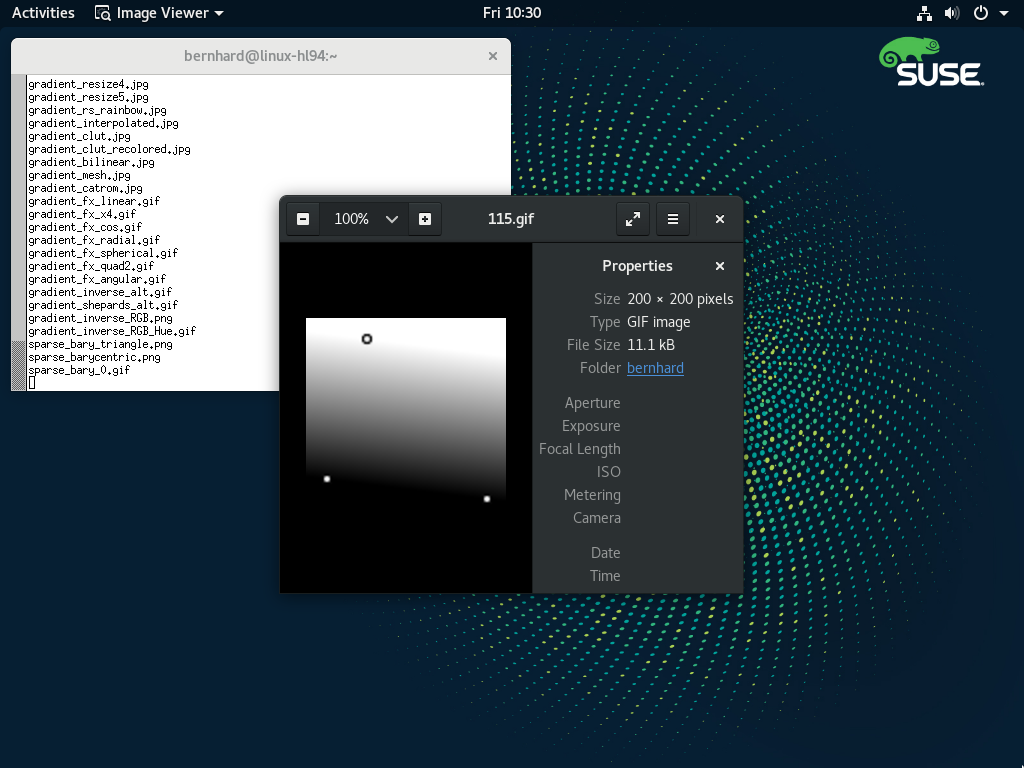 Activities Image Viewer Fri 10:30
bernhard@linux-hl94:~
SUSE
gradient_resize4.jpg
gradient_resize5.jpg
gradient_rs_rainbow.jpg
gradient_interpolated.jpg
gradient_clut.jpg
gradient_clut_recolored.jpg
gradient_bilinear.jpg
gradient_mesh.jpg
gradient_catrom.jpg
gradient_fx_linear.gif
gradient_fx_x4.gif
gradient_fx_cos.gif
gradient_fx_radial.gif
gradient_fx_spherical.gif
gradient_fx_quad2.gif
gradient_fx_angular.gif
gradient_inverse_alt.gif
gradient_shepards_alt.gif
gradient_inverse_RGB.png
gradient_inverse_RGB_Hue.gif
sparse_bary_triangle.png
sparse_barycentric.png
sparse_bary_0.gif
100% 115.gif
Properties
Size 200 × 200 pixels
Type GIF image
File Size 11.1 kB
Folder bernhard
Aperture
Exposure
Focal Length
ISO
Metering
Camera
Date
Time